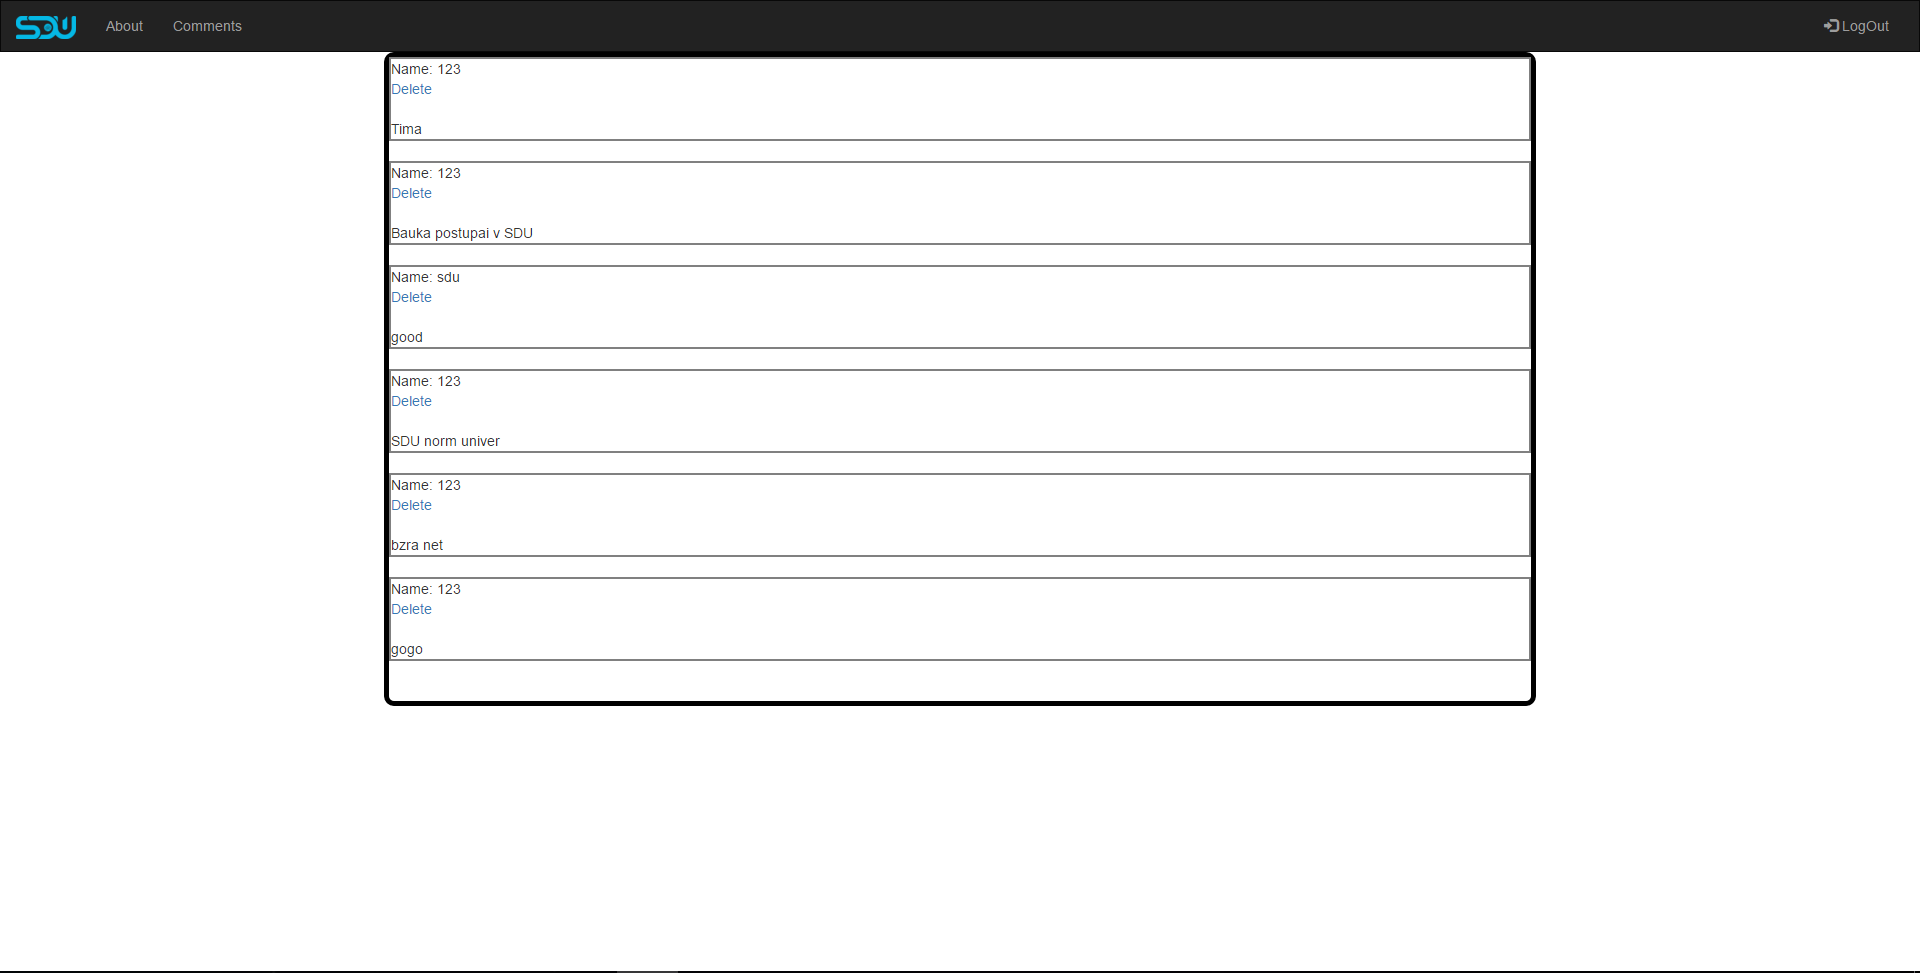 SDU About Comments LogOut
Name: 123
Delete
Tima
Name: 123
Delete
Bauka postupai v SDU
Name: sdu
Delete
good
Name: 123
Delete
SDU norm univer
Name: 123
Delete
bzra net
Name: 123
Delete
gogo